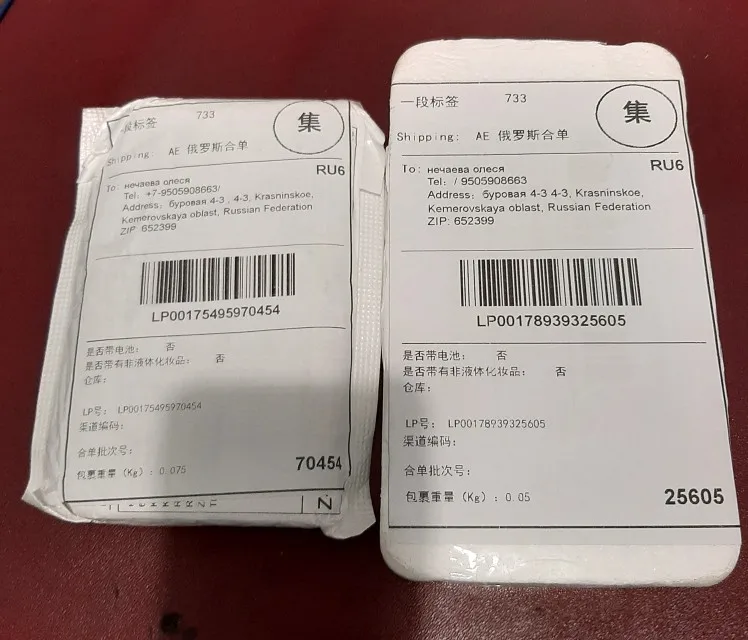 一段标签 733 集
Shipping: AE 俄罗斯合单
RU6
To: нечаева олеся
Tel: +7-9505908663/
Address: буровая 4-3 , 4-3, Krasninskoe,
Kemerovskaya oblast, Russian Federation
ZIP: 652399
LP00175495970454
是否带电池： 否
是否带有非液体化妆品： 否
仓库：
LP号： LP00175495970454
渠道编码：
合单批次号：
包裹重量（Kg）：0.075
70454
Z
一段标签 733 集
Shipping: AE 俄罗斯合单
RU6
To: нечаева олеся
Tel: / 9505908663
Address: буровая 4-3 4-3, Krasninskoe,
Kemerovskaya oblast, Russian Federation
ZIP: 652399
LP00178939325605
是否带电池： 否
是否带有非液体化妆品： 否
仓库：
LP号： LP00178939325605
渠道编码：
合单批次号：
包裹重量（Kg）：0.05
25605